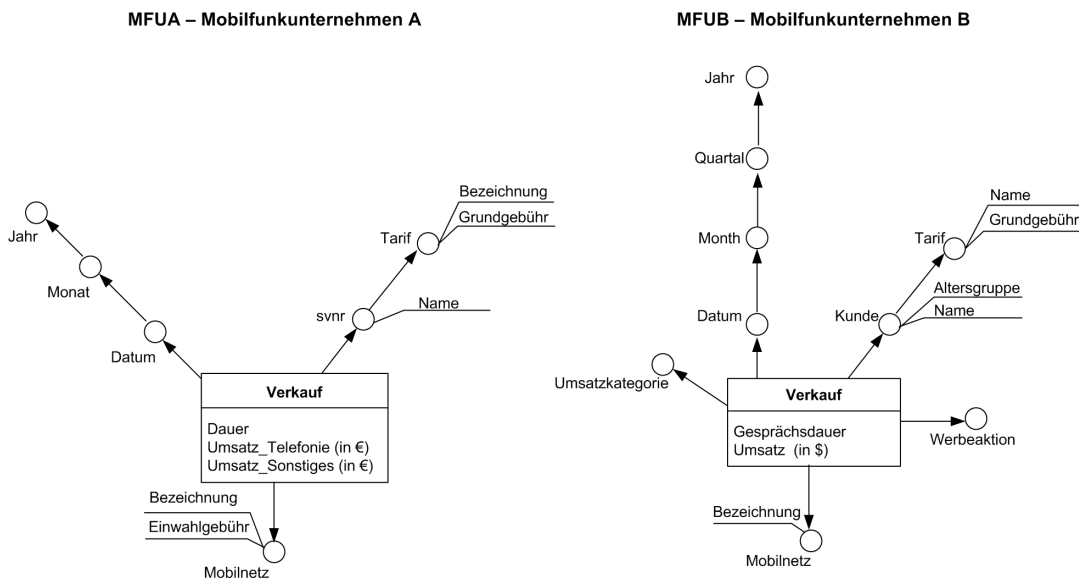 MFUA – Mobilfunkunternehmen A
Jahr
Monat
Datum
Bezeichnung
Grundgebühr
Tarif
Name
svnr
Verkauf
Dauer
Umsatz_Telefonie (in €)
Umsatz_Sonstiges (in €)
Bezeichnung
Einwahlgebühr
Mobilnetz
MFUB – Mobilfunkunternehmen B
Jahr
Quartal
Month
Datum
Name
Grundgebühr
Tarif
Altersgruppe
Name
Kunde
Umsatzkategorie
Verkauf
Gesprächsdauer
Umsatz (in $)
Werbeaktion
Bezeichnung
Mobilnetz